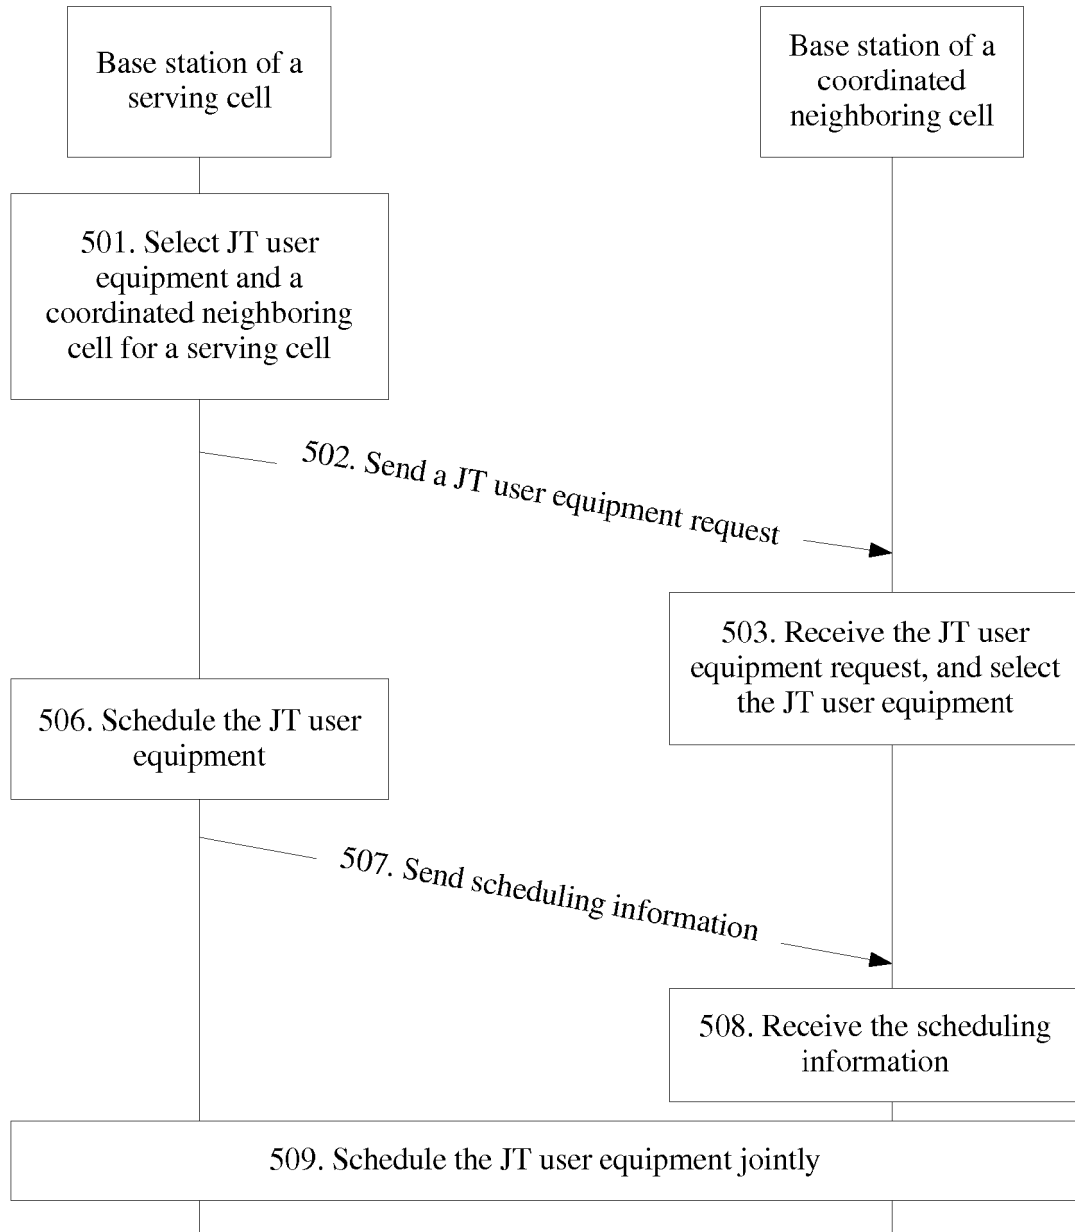 Base station of a
serving cell
Base station of a
coordinated
neighboring cell
501. Select JT user
equipment and a
coordinated neighboring
cell for a serving cell
502. Send a JT user equipment request
503. Receive the JT user
equipment request, and select
the JT user equipment
506. Schedule the JT user
equipment
507. Send scheduling information
508. Receive the scheduling
information
509. Schedule the JT user equipment jointly